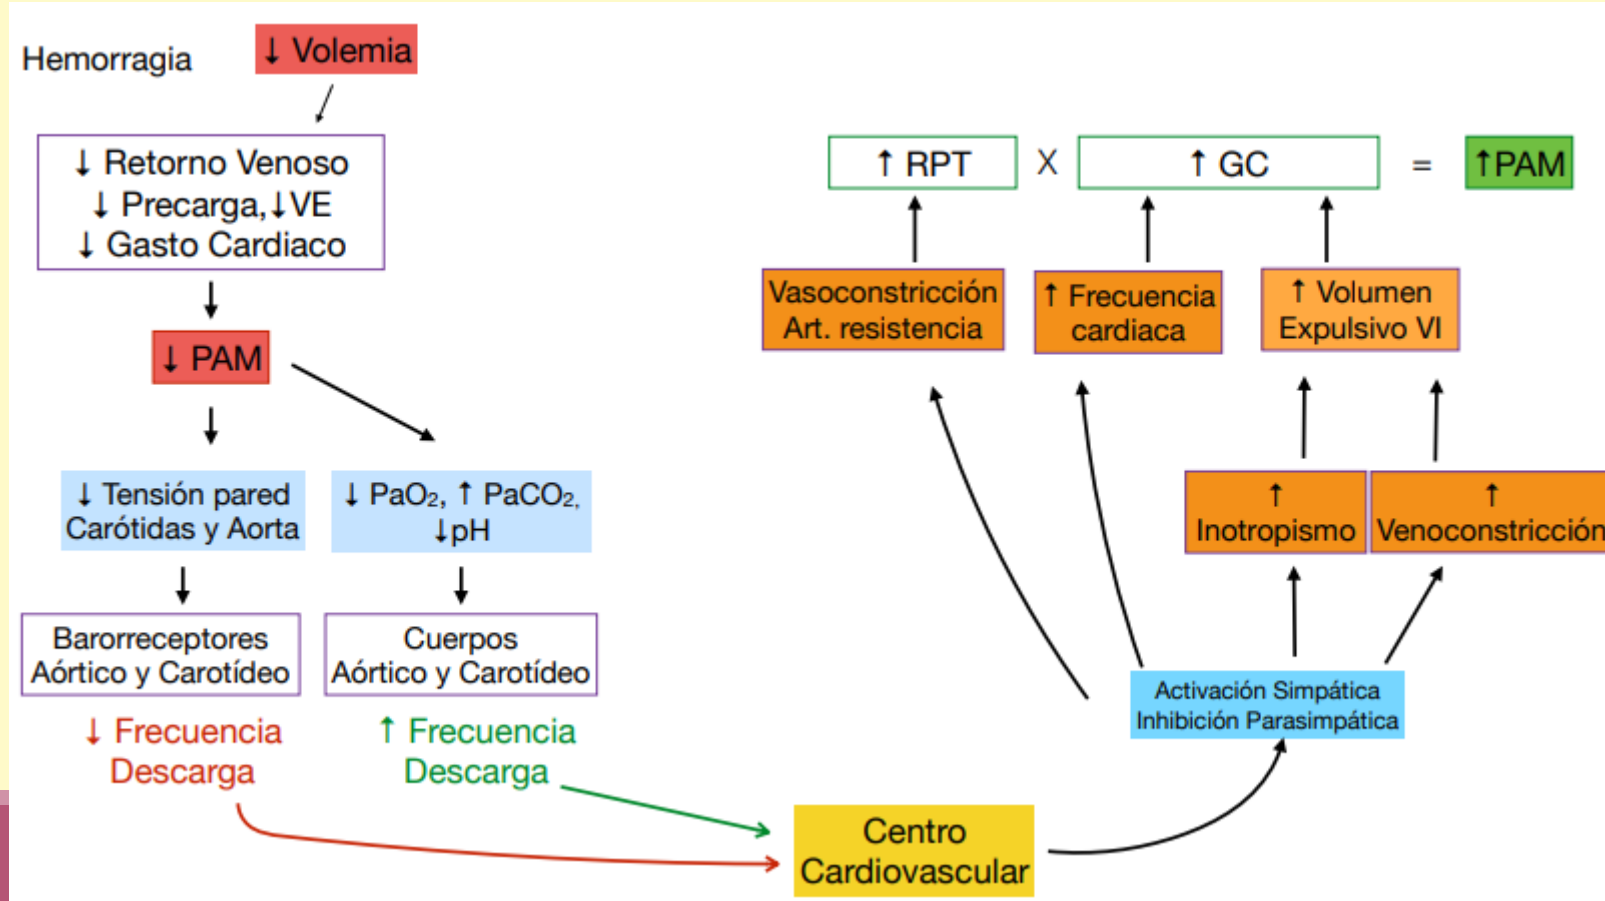 Hemorragia
↓ Volemia
↓ Retorno Venoso
↓ Precarga,↓VE
↓ Gasto Cardiaco
↓ PAM
↓ Tensión pared
Carótidas y Aorta
↓ PaO₂, ↑ PaCO₂,
↓pH
Barorreceptores
Aórtico y Carotídeo
Cuerpos
Aórtico y Carotídeo
↓ Frecuencia
Descarga
↑ Frecuencia
Descarga
Centro
Cardiovascular
Activación Simpática
Inhibición Parasimpática
↑
Inotropismo
↑
Venoconstricción
Vasoconstricción
Art. resistencia
↑ Frecuencia
cardiaca
↑ Volumen
Expulsivo VI
↑ RPT X ↑ GC = ↑PAM